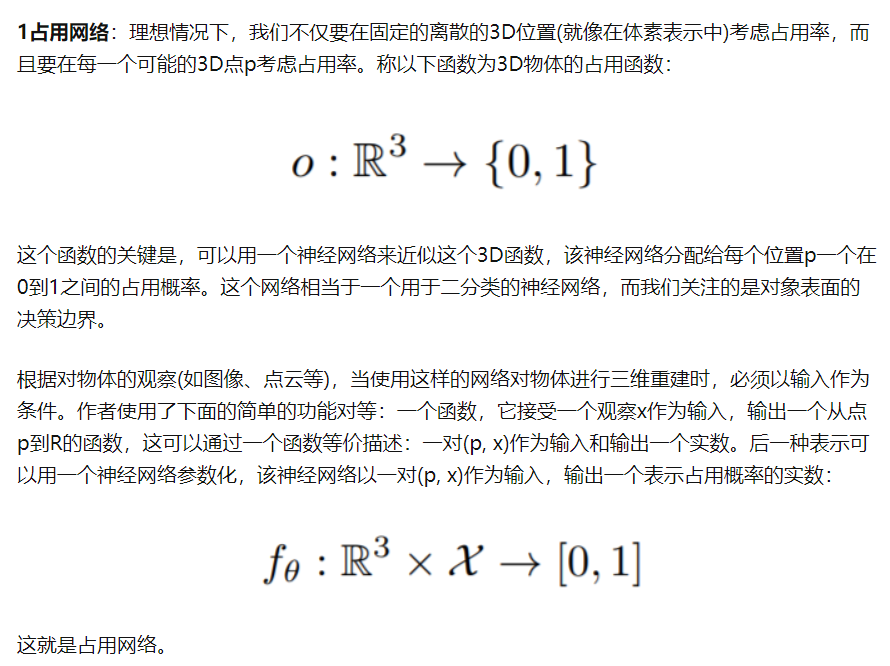 1占用网络：理想情况下，我们不仅要在固定的离散的3D位置(就像在体素表示中)考虑占用率，而
且要在每一个可能的3D点p考虑占用率。称以下函数为3D物体的占用函数：
o : ℝ³ → {0, 1}
这个函数的关键是，可以用一个神经网络来近似这个3D函数，该神经网络分配给每个位置p一个在
0到1之间的占用概率。这个网络相当于一个用于二分类的神经网络，而我们关注的是对象表面的
决策边界。
根据对物体的观察(如图像、点云等)，当使用这样的网络对物体进行三维重建时，必须以输入作为
条件。作者使用了下面的简单的功能对等：一个函数，它接受一个观察x作为输入，输出一个从点
p到R的函数，这可以通过一个函数等价描述：一对(p, x)作为输入和输出一个实数。后一种表示可
以用一个神经网络参数化，该神经网络以一对(p, x)作为输入，输出一个表示占用概率的实数：
f_θ : ℝ³ × 𝒳 → [0, 1]
这就是占用网络。